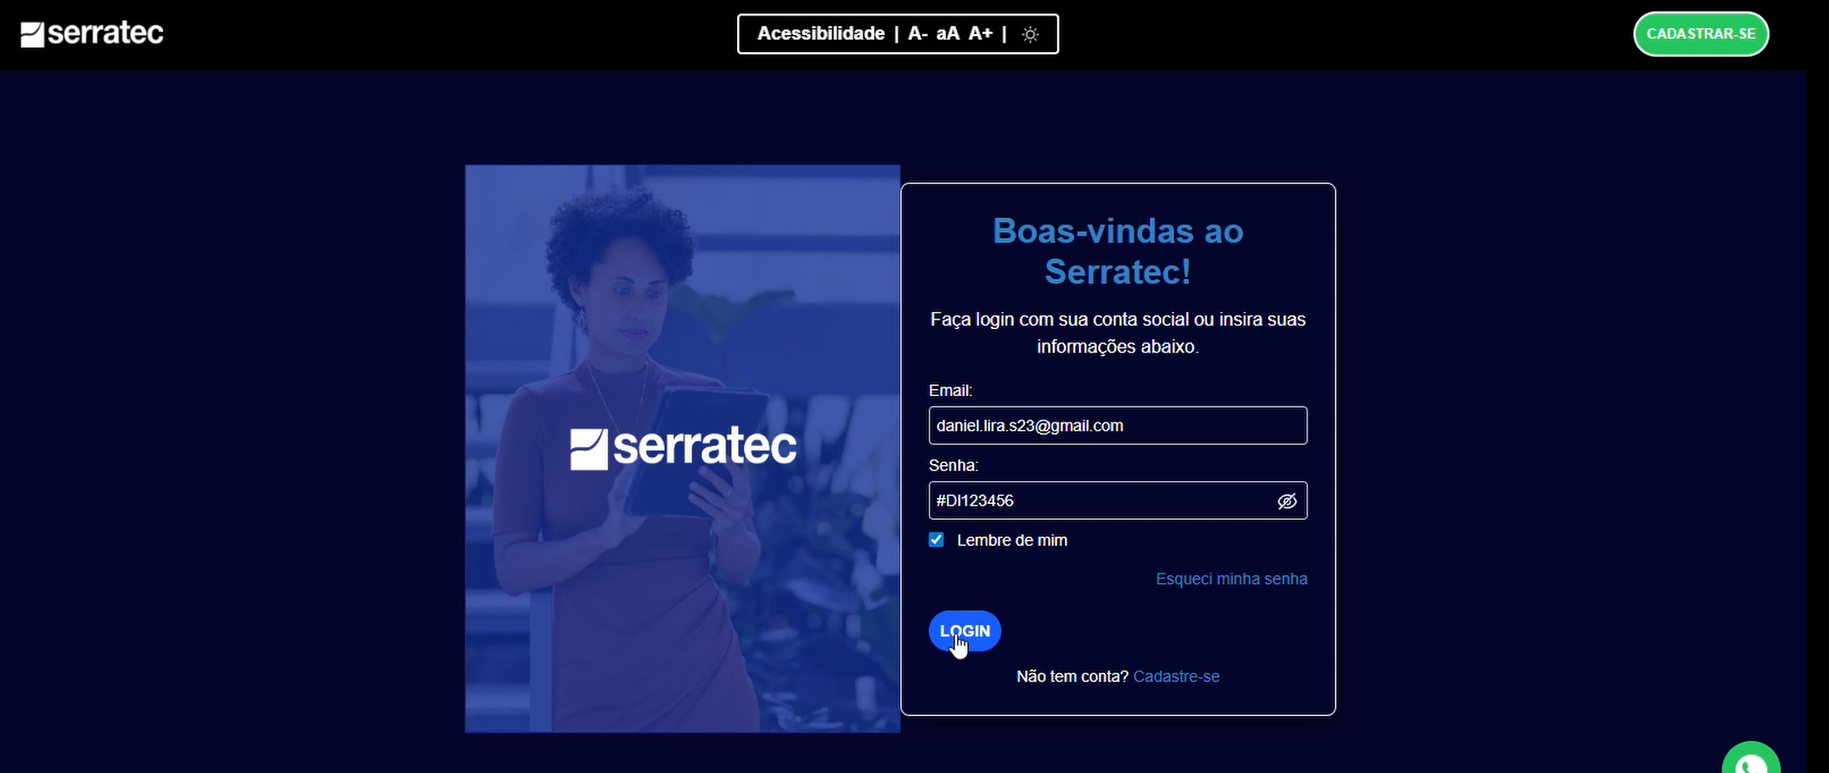 serratec
Acessibilidade | A- aA A+ |
CADASTRAR-SE
serratec
Boas-vindas ao
Serratec!
Faça login com sua conta social ou insira suas
informações abaixo.
Email:
daniel.lira.s23@gmail.com
Senha:
#DI123456
Lembre de mim
Esqueci minha senha
LOGIN
Não tem conta? Cadastre-se